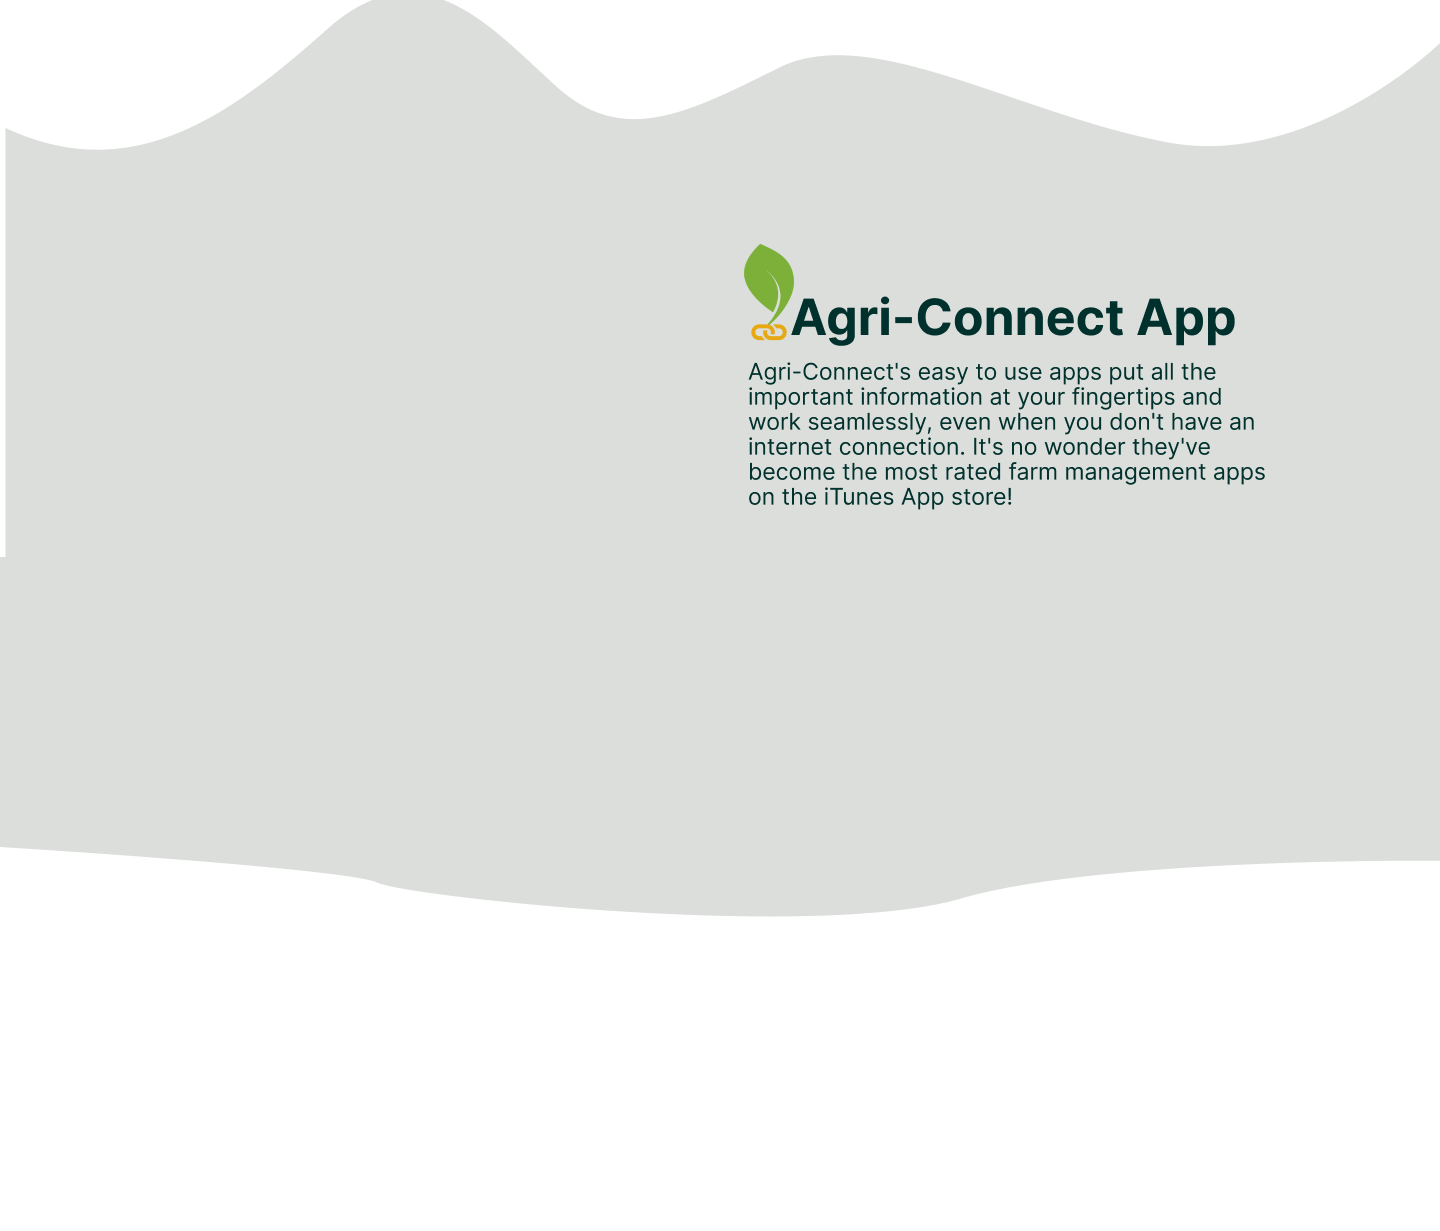 Agri-Connect App
Agri-Connect's easy to use apps put all the
important information at your fingertips and
work seamlessly, even when you don't have an
internet connection. It's no wonder they've
become the most rated farm management apps
on the iTunes App store!